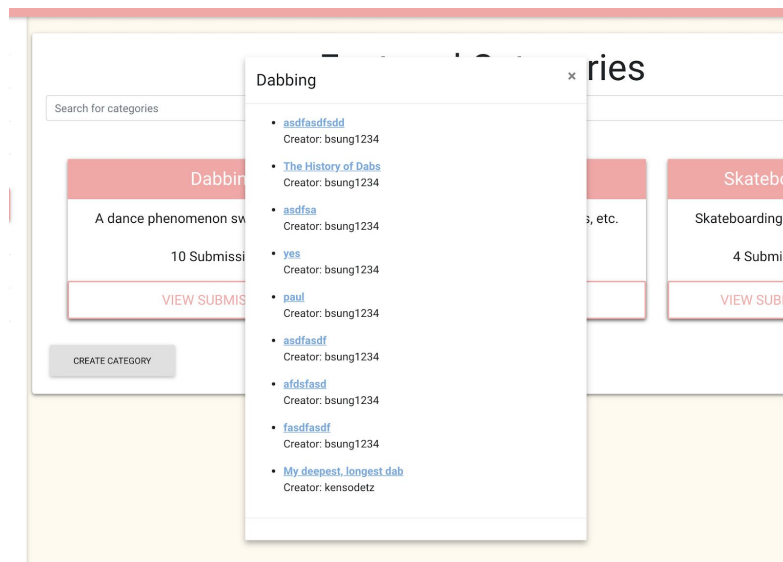 ries
Dabbing ×
Search for categories
asdfasdfsdd
Creator: bsung1234
The History of Dabs
Creator: bsung1234
asdfsa
Creator: bsung1234
yes
Creator: bsung1234
paul
Creator: bsung1234
asdfasdf
Creator: bsung1234
afdsfasd
Creator: bsung1234
fasdfasdf
Creator: bsung1234
My deepest, longest dab
Creator: kensodetz
Dabbin
A dance phenomenon sw
10 Submissi
VIEW SUBMIS
s, etc.
Skatebo
Skateboarding
4 Submi
VIEW SUB
CREATE CATEGORY